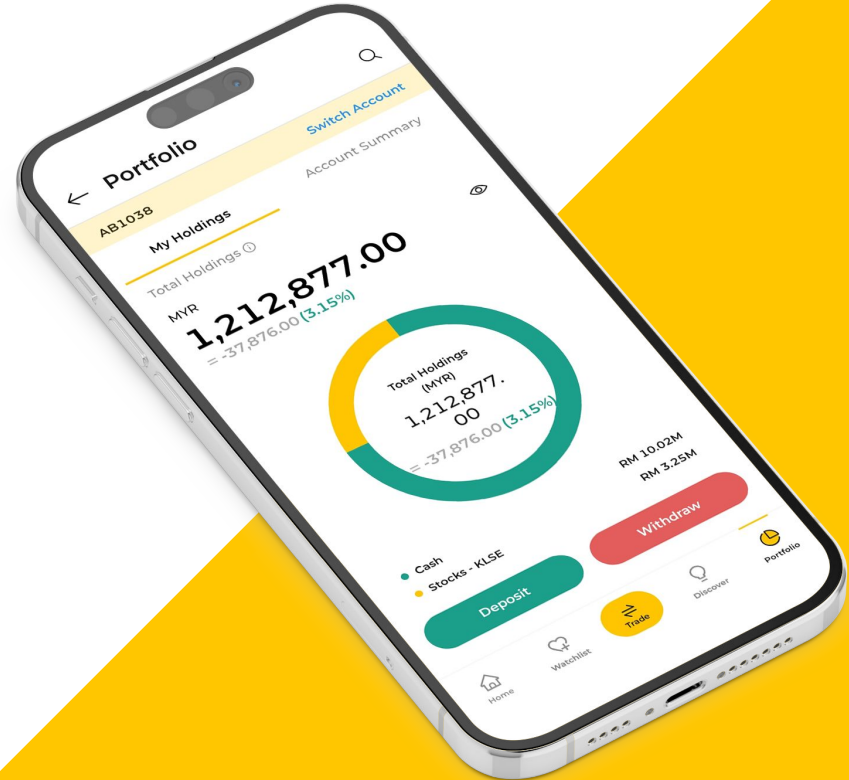 Portfolio
AB1038
Switch Account
My Holdings
Account Summary
Total Holdings
MYR
1,212,877.00
= -37,876.00 (3.15%)
Total Holdings
(MYR)
1,212,877.
00
= -37,876.00 (3.15%)
Cash
RM 10.02M
Stocks - KLSE
RM 3.25M
Deposit
Withdraw
Home
Watchlist
Trade
Discover
Portfolio